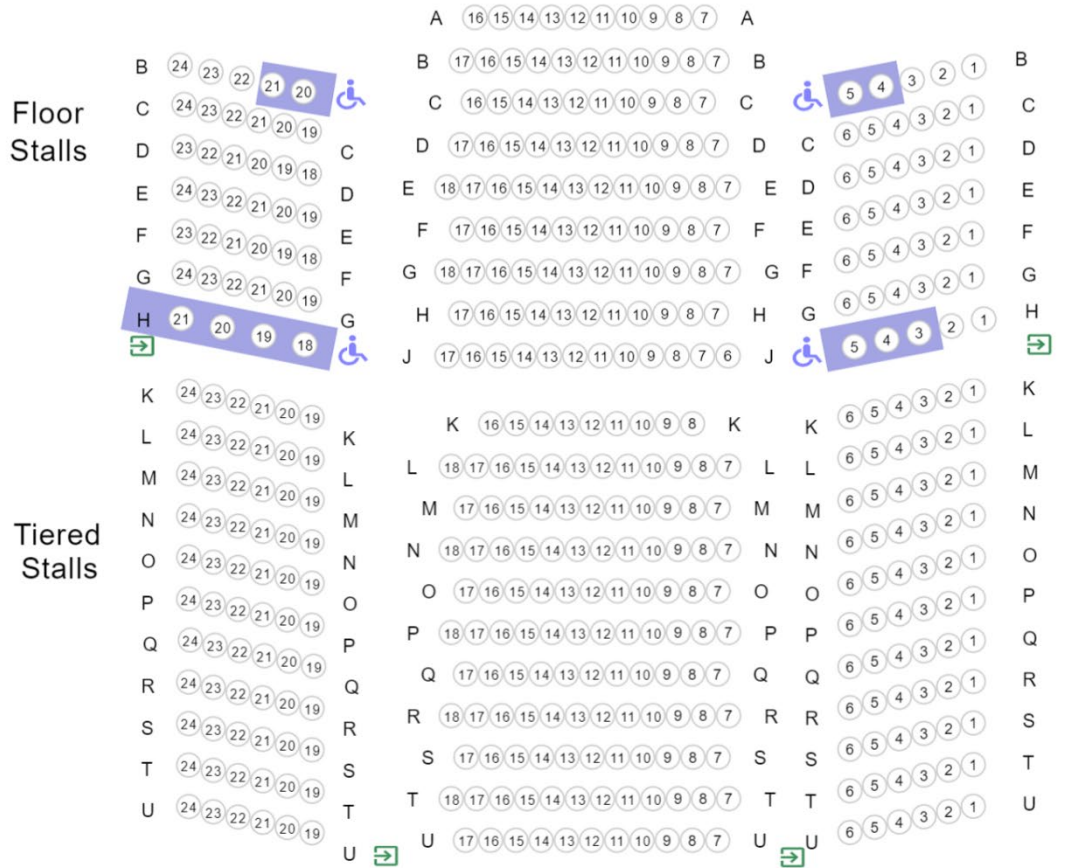 A 16 15 14 13 12 11 10 9 8 7 A
B 24 23 22 21 20 B 17 16 15 14 13 12 11 10 9 8 7 B 5 4 3 2 1 B
Floor
Stalls
C 24 23 22 21 20 19 C C 16 15 14 13 12 11 10 9 8 7 C C 6 5 4 3 2 1 C
D 23 22 21 20 19 18 D D 17 16 15 14 13 12 11 10 9 8 7 D D 6 5 4 3 2 1 D
E 24 23 22 21 20 19 E E 18 17 16 15 14 13 12 11 10 9 8 7 E E 6 5 4 3 2 1 E
F 23 22 21 20 19 18 F F 17 16 15 14 13 12 11 10 9 8 7 F F 6 5 4 3 2 1 F
G 24 23 22 21 20 19 G G 18 17 16 15 14 13 12 11 10 9 8 7 G G 6 5 4 3 2 1 G
H 21 20 19 18 H 17 16 15 14 13 12 11 10 9 8 7 H 5 4 3 2 1 H
J 17 16 15 14 13 12 11 10 9 8 7 6 J
K 24 23 22 21 20 19 K K 16 15 14 13 12 11 10 9 8 K K 6 5 4 3 2 1 K
L 24 23 22 21 20 19 L L 18 17 16 15 14 13 12 11 10 9 8 7 L L 6 5 4 3 2 1 L
M 24 23 22 21 20 19 M M 17 16 15 14 13 12 11 10 9 8 7 M M 6 5 4 3 2 1 M
Tiered
Stalls
N 24 23 22 21 20 19 N N 18 17 16 15 14 13 12 11 10 9 8 7 N N 6 5 4 3 2 1 N
O 24 23 22 21 20 19 O O 17 16 15 14 13 12 11 10 9 8 7 O O 6 5 4 3 2 1 O
P 24 23 22 21 20 19 P P 18 17 16 15 14 13 12 11 10 9 8 7 P P 6 5 4 3 2 1 P
Q 24 23 22 21 20 19 Q Q 17 16 15 14 13 12 11 10 9 8 7 Q Q 6 5 4 3 2 1 Q
R 24 23 22 21 20 19 R R 18 17 16 15 14 13 12 11 10 9 8 7 R R 6 5 4 3 2 1 R
S 24 23 22 21 20 19 S S 17 16 15 14 13 12 11 10 9 8 7 S S 6 5 4 3 2 1 S
T 24 23 22 21 20 19 T T 18 17 16 15 14 13 12 11 10 9 8 7 T T 6 5 4 3 2 1 T
U 24 23 22 21 20 19 U U 17 16 15 14 13 12 11 10 9 8 7 U U 6 5 4 3 2 1 U